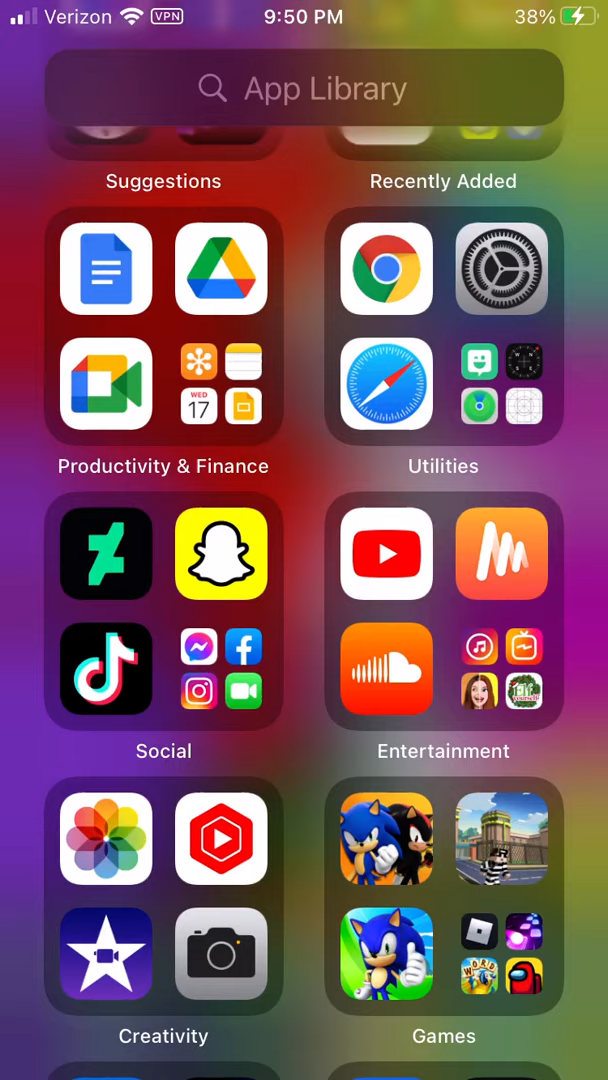 Verizon VPN 9:50 PM 38%
App Library
Suggestions Recently Added
WED
17
Productivity & Finance Utilities
Social Entertainment
WORD
Creativity Games